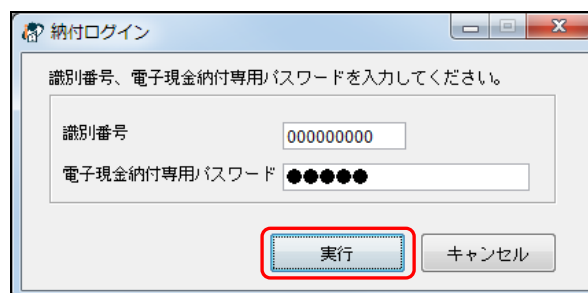 納付ログイン
識別番号、電子現金納付専用パスワードを入力してください。
識別番号 000000000
電子現金納付専用パスワード ●●●●●
実行 キャンセル